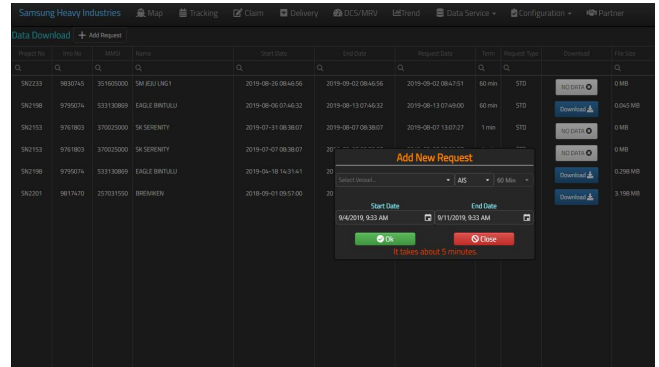 Samsung Heavy Industries Map Tracking Claim Delivery DCS/MRV Trend Data Service Configuration Partner
Data Download + Add Request
Project No Imo No MMSI Name Start Date End Date Request Date Term Request Type Download File Size
SN2233 9830745 351605000 SM JEJU LNG1 2019-08-26 08:46:56 2019-09-02 08:46:56 2019-09-02 08:47:51 60 min STD NO DATA 0 MB
SN2198 9795074 533130869 EAGLE BINTULU 2019-08-06 07:46:32 2019-08-13 07:46:32 2019-08-13 07:49:00 60 min STD Download 0.045 MB
SN2153 9761803 370025000 SK SERENITY 2019-07-31 08:38:07 2019-08-07 08:38:07 2019-08-07 13:07:27 1 min STD NO DATA 0 MB
SN2153 9761803 370025000 SK SERENITY 2019-07-07 08:38:07 NO DATA 0 MB
SN2198 9795074 533130869 EAGLE BINTULU 2019-04-18 14:31:41 20 Download 0.298 MB
SN2201 9817470 257031550 BREIVIKEN 2018-09-01 09:57:00 20 Download 3.198 MB
Add New Request
Select Vessel... AIS 60 Min
Start Date End Date
9/4/2019, 9:33 AM 9/11/2019, 9:33 AM
Ok Close
It takes about 5 minutes.